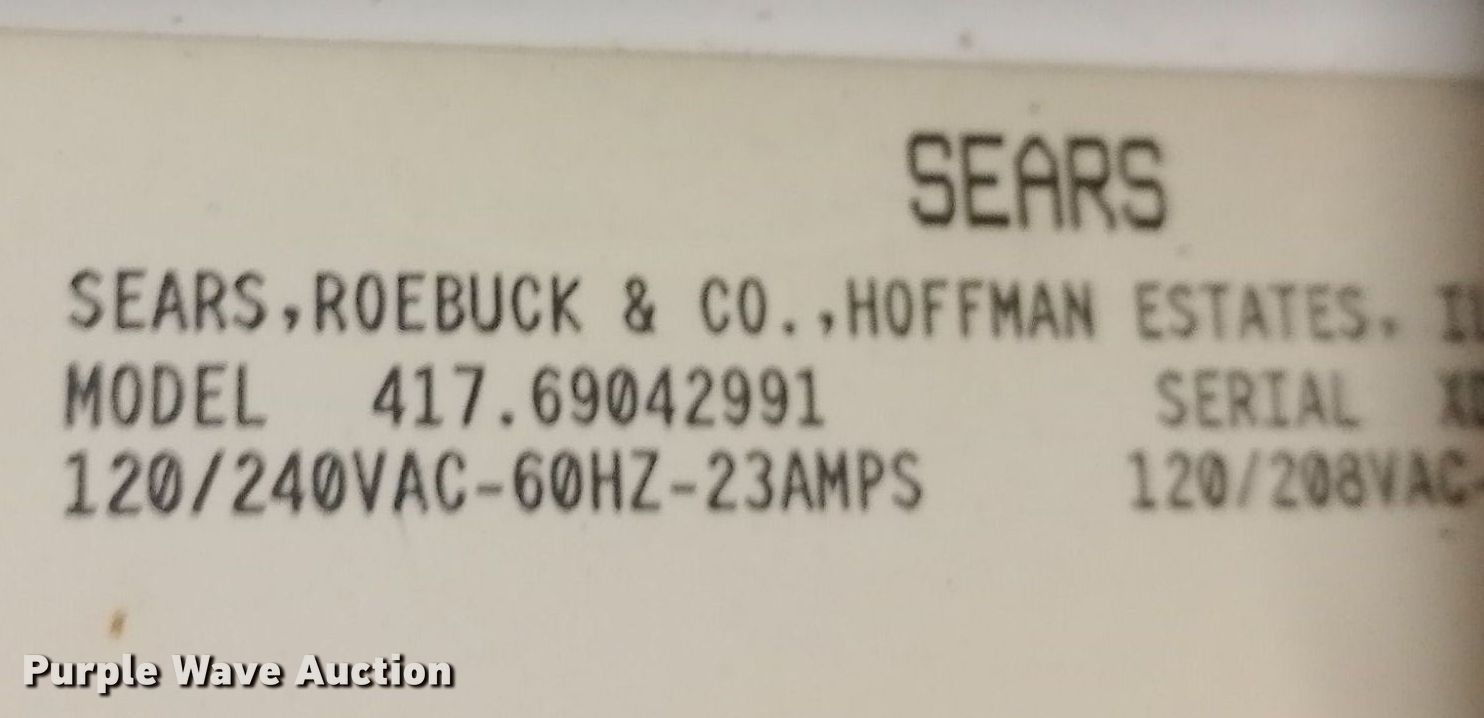 SEARS
SEARS,ROEBUCK & CO.,HOFFMAN ESTATES,
MODEL 417.69042991 SERIAL
120/240VAC-60HZ-23AMPS 120/208VAC-
Purple Wave Auction